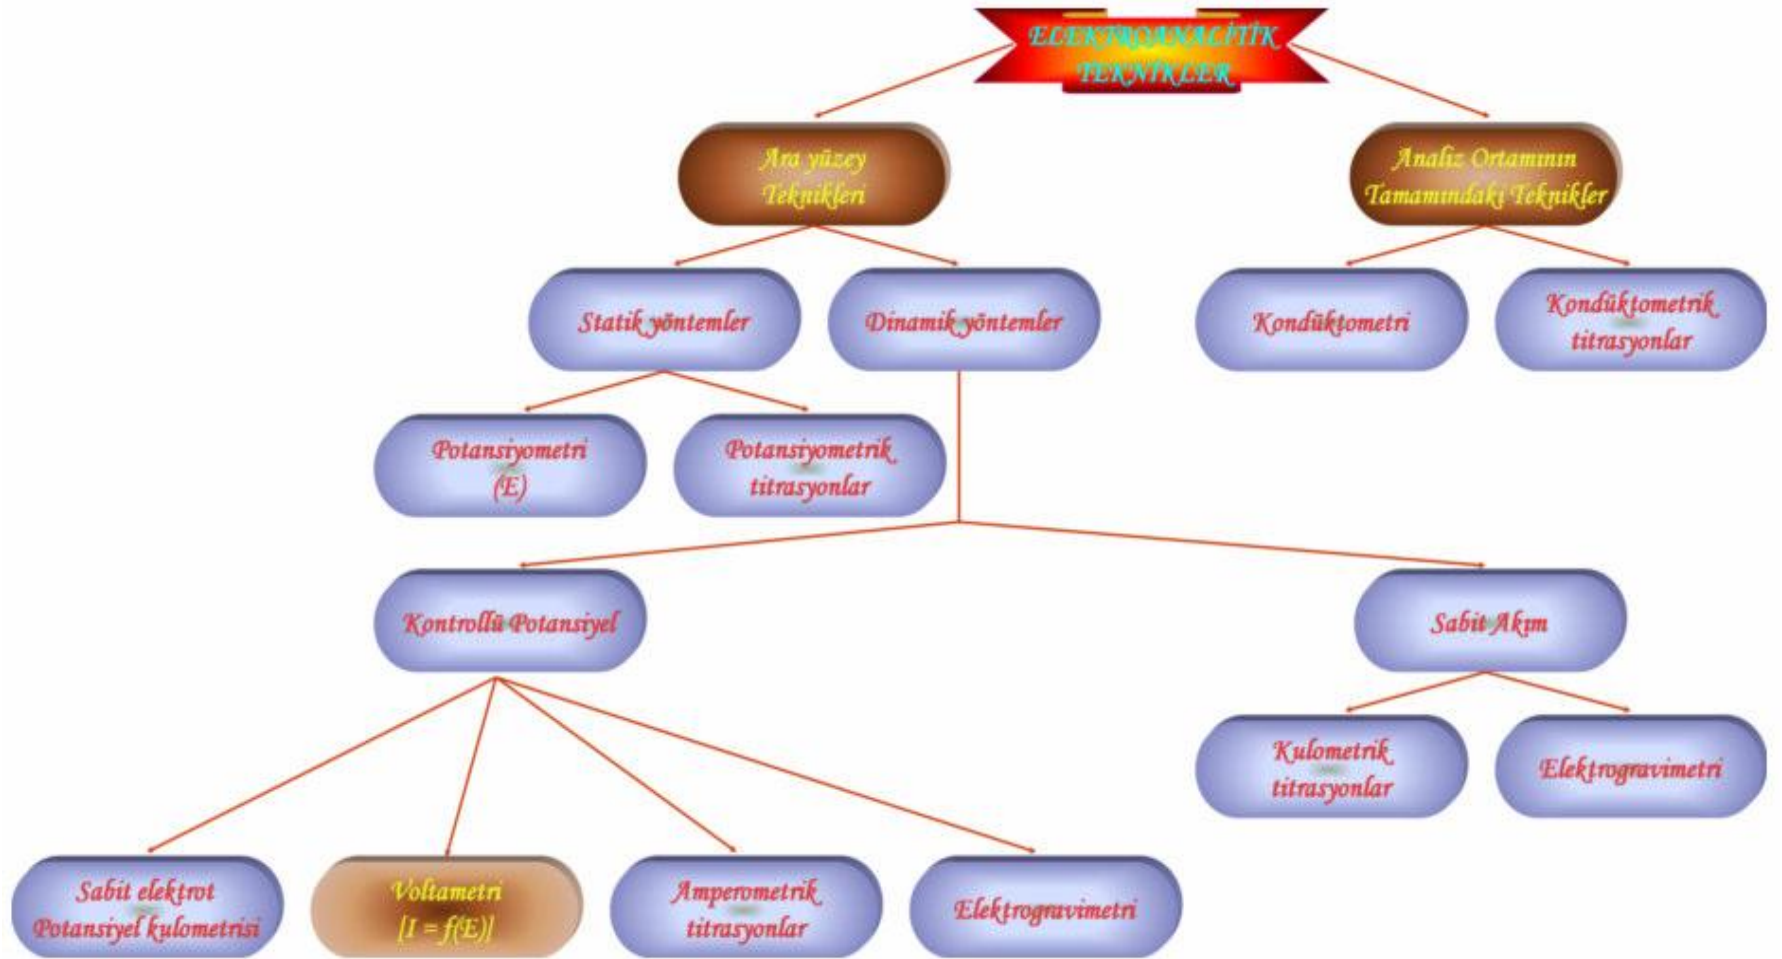 ELEKTROANALİTİK
TEKNİKLER
Ara yüzey
Teknikleri
Analiz Ortamının
Tamamındaki Teknikler
Statik yöntemler
Dinamik yöntemler
Kondüktometri
Kondüktometrik
titrasyonlar
Potansiyometri
(E)
Potansiyometrik
titrasyonlar
Kontrollü Potansiyel
Sabit Akım
Kulometrik
titrasyonlar
Elektrogravimetri
Sabit elektrot
Potansiyel kulometrisi
Voltametri
[I = f(E)]
Amperometrik
titrasyonlar
Elektrogravimetri